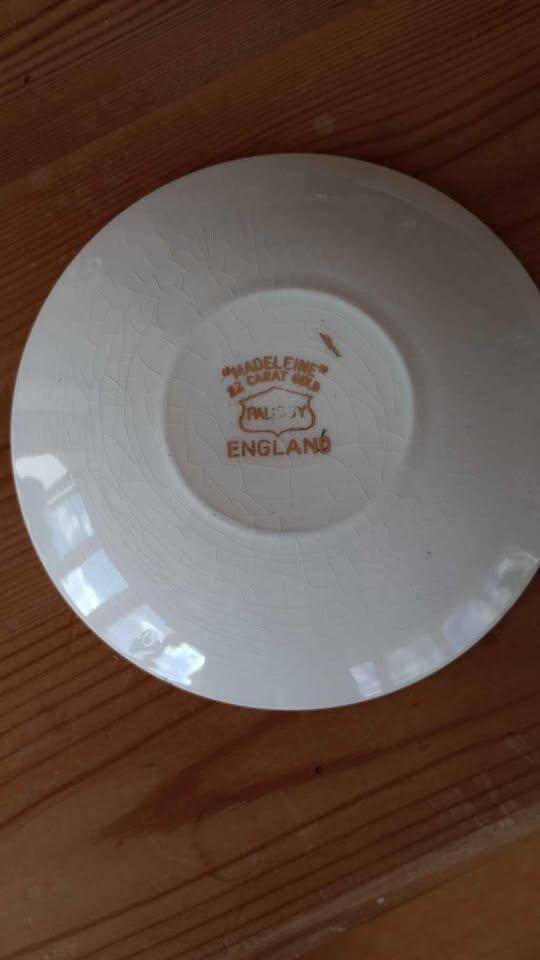 "MADELEINE"
22 CARAT GOLD
PALISSY
ENGLAND